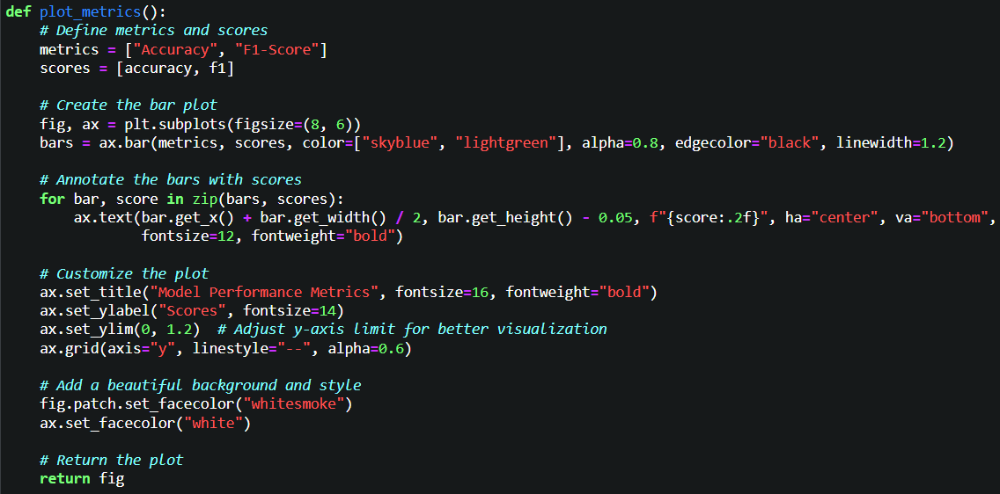 def plot_metrics():
    # Define metrics and scores
    metrics = ["Accuracy", "F1-Score"]
    scores = [accuracy, f1]

    # Create the bar plot
    fig, ax = plt.subplots(figsize=(8, 6))
    bars = ax.bar(metrics, scores, color=["skyblue", "lightgreen"], alpha=0.8, edgecolor="black", linewidth=1.2)

    # Annotate the bars with scores
    for bar, score in zip(bars, scores):
        ax.text(bar.get_x() + bar.get_width() / 2, bar.get_height() - 0.05, f"{score:.2f}", ha="center", va="bottom",
                fontsize=12, fontweight="bold")

    # Customize the plot
    ax.set_title("Model Performance Metrics", fontsize=16, fontweight="bold")
    ax.set_ylabel("Scores", fontsize=14)
    ax.set_ylim(0, 1.2)  # Adjust y-axis limit for better visualization
    ax.grid(axis="y", linestyle="--", alpha=0.6)

    # Add a beautiful background and style
    fig.patch.set_facecolor("whitesmoke")
    ax.set_facecolor("white")

    # Return the plot
    return fig